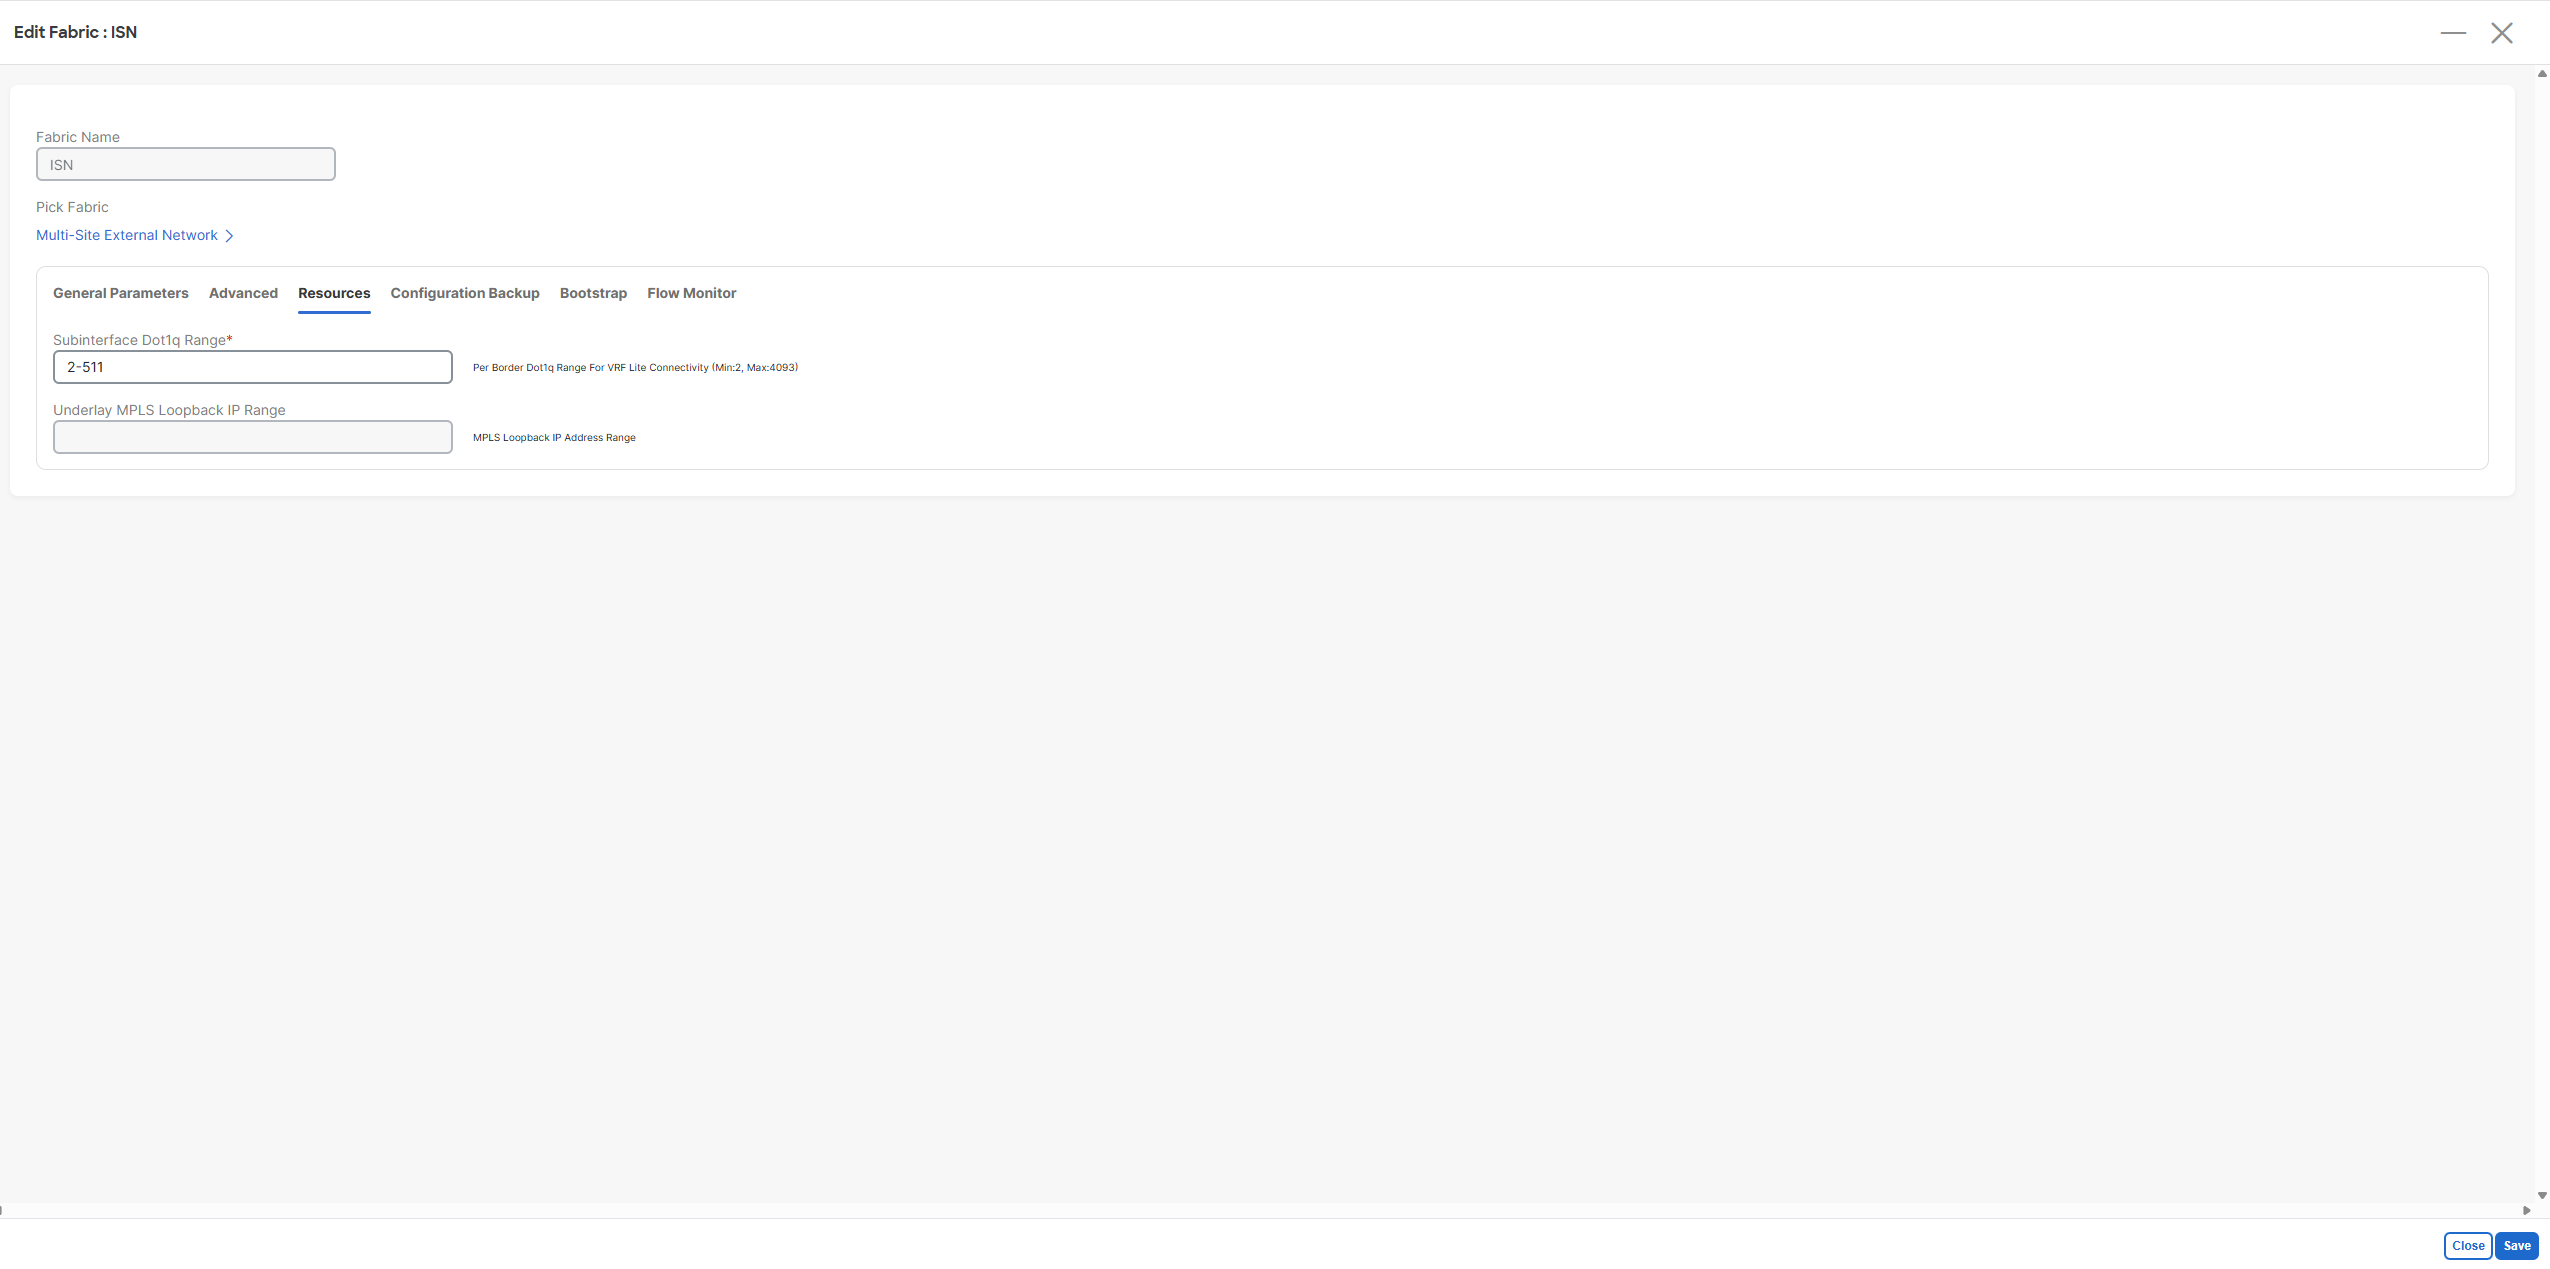 Edit Fabric : ISN
Fabric Name
ISN
Pick Fabric
Multi-Site External Network
General Parameters Advanced Resources Configuration Backup Bootstrap Flow Monitor
Subinterface Dot1q Range*
2-511 Per Border Dot1q Range For VRF Lite Connectivity (Min:2, Max:4093)
Underlay MPLS Loopback IP Range
MPLS Loopback IP Address Range
Close Save